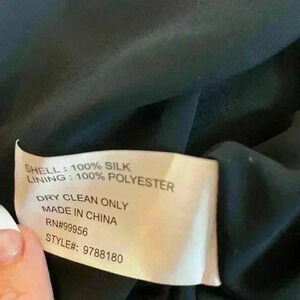 SHELL : 100% SILK
LINING : 100% POLYESTER
DRY CLEAN ONLY
MADE IN CHINA
RN#99956
STYLE#: 9788180